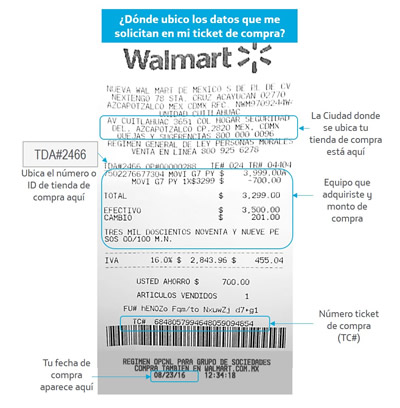 ¿Dónde ubico los datos que me
solicitan en mi ticket de compra?
Walmart
NUEVA WAL MART DE MEXICO S DE RL DE CV
NEXTENGO 78 STA. CRUZ ACAYUCAN 02770
AZCAPOTZALCO MEX CDMX REC. NWM9709244W4
UNIDAD CUITLAHUAC
AV CUITLAHUAC 3651 COL HOGAR SEGURIDAD
DEL. AZCAPOTZALCO CP.2820 MEX, CDMX
QUEJAS Y SUGERENCIAS 800 000 0096
REGIMEN GENERAL DE LEY PERSONAS MORALES
VENTA EN LINEA 800 925 6278
La Ciudad donde
se ubica tu
tienda de compra
está aquí
TDA#2466
Ubica el número o
ID de tienda de
compra aquí
TDA#2466 OP#00000288 TE# 024 TR# 04404
7502276677304 MOVI G7 PY $ 3,999.00A
MOVI G7 PY 1X$3299 $ -700.00
TOTAL $ 3,299.00
EFECTIVO $ 3,500.00
CAMBIO $ 201.00
TRES MIL DOSCIENTOS NOVENTA Y NUEVE PE
SOS 00/100 M.N.
Equipo que
adquiriste y
monto de
compra
IVA 16.0% $ 2,843.96 $ 455.04
USTED AHORRO $ 700.00
ARTICULOS VENDIDOS 1
FU# hENOZo Fqm/to NxuwZj d7+g1
TC# 6848057994648059094654
Número ticket
de compra
(TC#)
Tu fecha de
compra
aparece aquí
REGIMEN OPCNL PARA GRUPO DE SOCIEDADES
COMPRA TAMBIEN EN WALMART.COM.MX
08/23/16 12:34:18